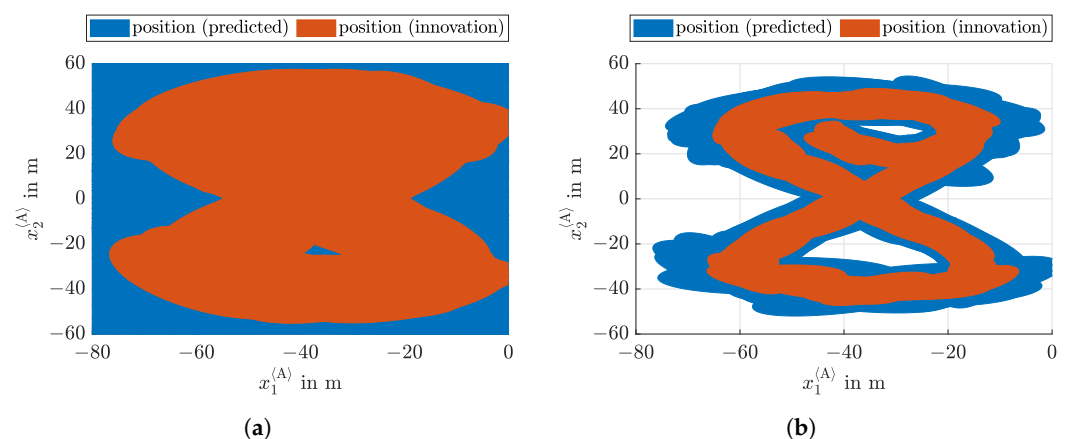 position (predicted) position (innovation)
60
40
20
0
−20
−40
−60
−80 −60 −40 −20 0
x₂⟨A⟩ in m
x₁⟨A⟩ in m
(a)
position (predicted) position (innovation)
60
40
20
0
−20
−40
−60
−80 −60 −40 −20 0
x₂⟨A⟩ in m
x₁⟨A⟩ in m
(b)